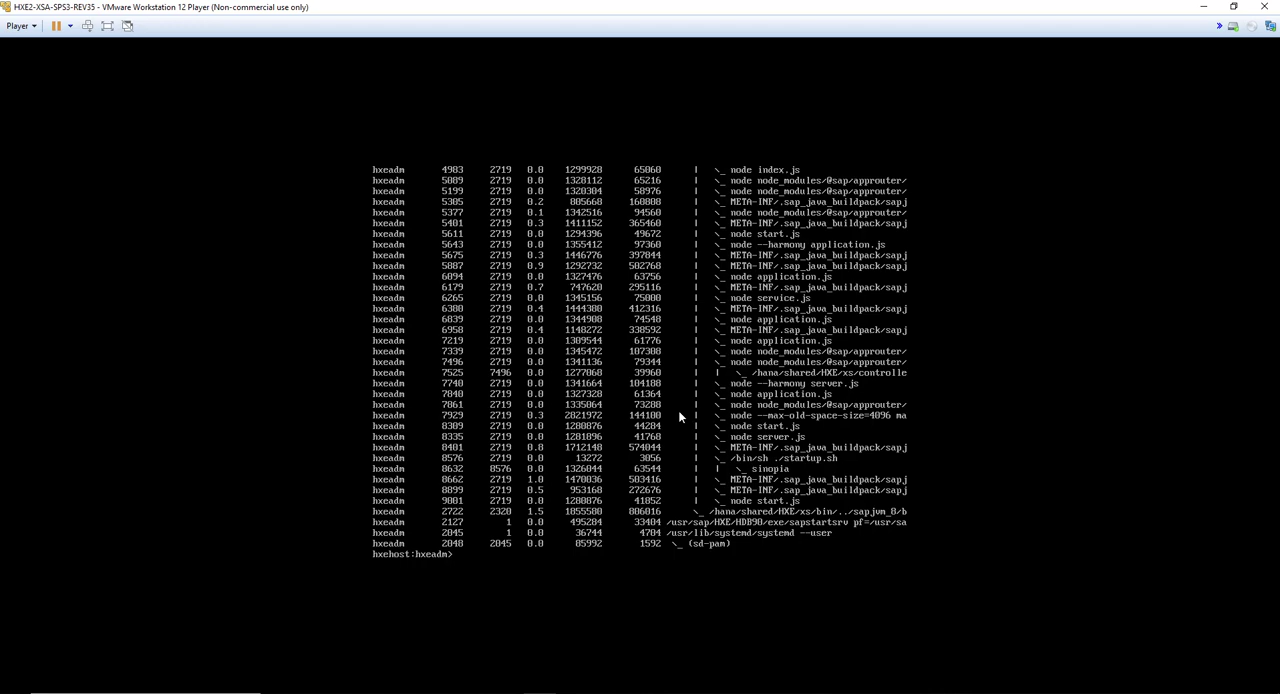 HXE2-XSA-SPS3-REV35 - VMware Workstation 12 Player (Non-commercial use only)
Player
hxeadm 4983 2719 0.0 1299928 65060 | \_ node index.js
hxeadm 5089 2719 0.0 1328112 65216 | \_ node node_modules/@sap/approuter/
hxeadm 5199 2719 0.0 1320304 58976 | \_ node node_modules/@sap/approuter/
hxeadm 5305 2719 0.2 805660 160808 | \_ META-INF/.sap_java_buildpack/sapj
hxeadm 5377 2719 0.1 1342516 94560 | \_ node node_modules/@sap/approuter/
hxeadm 5401 2719 0.3 1411152 365460 | \_ META-INF/.sap_java_buildpack/sapj
hxeadm 5611 2719 0.0 1294396 49672 | \_ node start.js
hxeadm 5643 2719 0.0 1355412 97360 | \_ node --harmony application.js
hxeadm 5675 2719 0.3 1446776 397844 | \_ META-INF/.sap_java_buildpack/sapj
hxeadm 5887 2719 0.9 1292732 502768 | \_ META-INF/.sap_java_buildpack/sapj
hxeadm 6094 2719 0.0 1327476 63756 | \_ node application.js
hxeadm 6179 2719 0.7 747620 295116 | \_ META-INF/.sap_java_buildpack/sapj
hxeadm 6265 2719 0.0 1345156 75000 | \_ node service.js
hxeadm 6380 2719 0.4 1444380 412316 | \_ META-INF/.sap_java_buildpack/sapj
hxeadm 6839 2719 0.0 1344908 74548 | \_ node application.js
hxeadm 6958 2719 0.4 1148272 338592 | \_ META-INF/.sap_java_buildpack/sapj
hxeadm 7219 2719 0.0 1309544 61776 | \_ node application.js
hxeadm 7339 2719 0.0 1345472 107308 | \_ node node_modules/@sap/approuter/
hxeadm 7496 2719 0.0 1341136 79344 | \_ node node_modules/@sap/approuter/
hxeadm 7525 7496 0.0 1277068 39960 | | \_ /hana/shared/HXE/xs/controlle
hxeadm 7740 2719 0.0 1341664 104188 | \_ node --harmony server.js
hxeadm 7840 2719 0.0 1327328 61364 | \_ node application.js
hxeadm 7861 2719 0.0 1335064 73288 | \_ node node_modules/@sap/approuter/
hxeadm 7929 2719 0.3 2821972 144100 | \_ node --max-old-space-size=4096 ma
hxeadm 8309 2719 0.0 1280876 44284 | \_ node start.js
hxeadm 8335 2719 0.0 1281896 41768 | \_ node server.js
hxeadm 8401 2719 0.8 1712148 574044 | \_ META-INF/.sap_java_buildpack/sapj
hxeadm 8576 2719 0.0 13272 3056 | \_ /bin/sh ./startup.sh
hxeadm 8632 8576 0.0 1326044 63544 | | \_ sinopia
hxeadm 8662 2719 1.0 1470036 503416 | \_ META-INF/.sap_java_buildpack/sapj
hxeadm 8899 2719 0.5 953168 272676 | \_ META-INF/.sap_java_buildpack/sapj
hxeadm 9001 2719 0.0 1280876 41852 | \_ node start.js
hxeadm 2722 2320 1.5 1855580 806016 \_ /hana/shared/HXE/xs/bin/../sapjvm_8/b
hxeadm 2127 1 0.0 495284 33404 /usr/sap/HXE/HDB90/exe/sapstartsrv pf=/usr/sa
hxeadm 2045 1 0.0 36744 4704 /usr/lib/systemd/systemd --user
hxeadm 2048 2045 0.0 85992 1592 \_ (sd-pam)
hxehost:hxeadm>